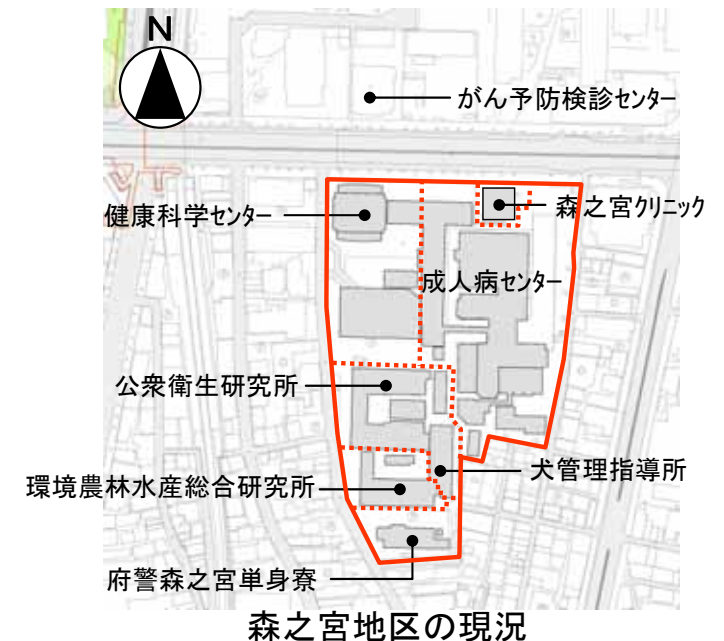 N
がん予防検診センター
健康科学センター
森之宮クリニック
成人病センター
公衆衛生研究所
犬管理指導所
環境農林水産総合研究所
府警森之宮単身寮
森之宮地区の現況